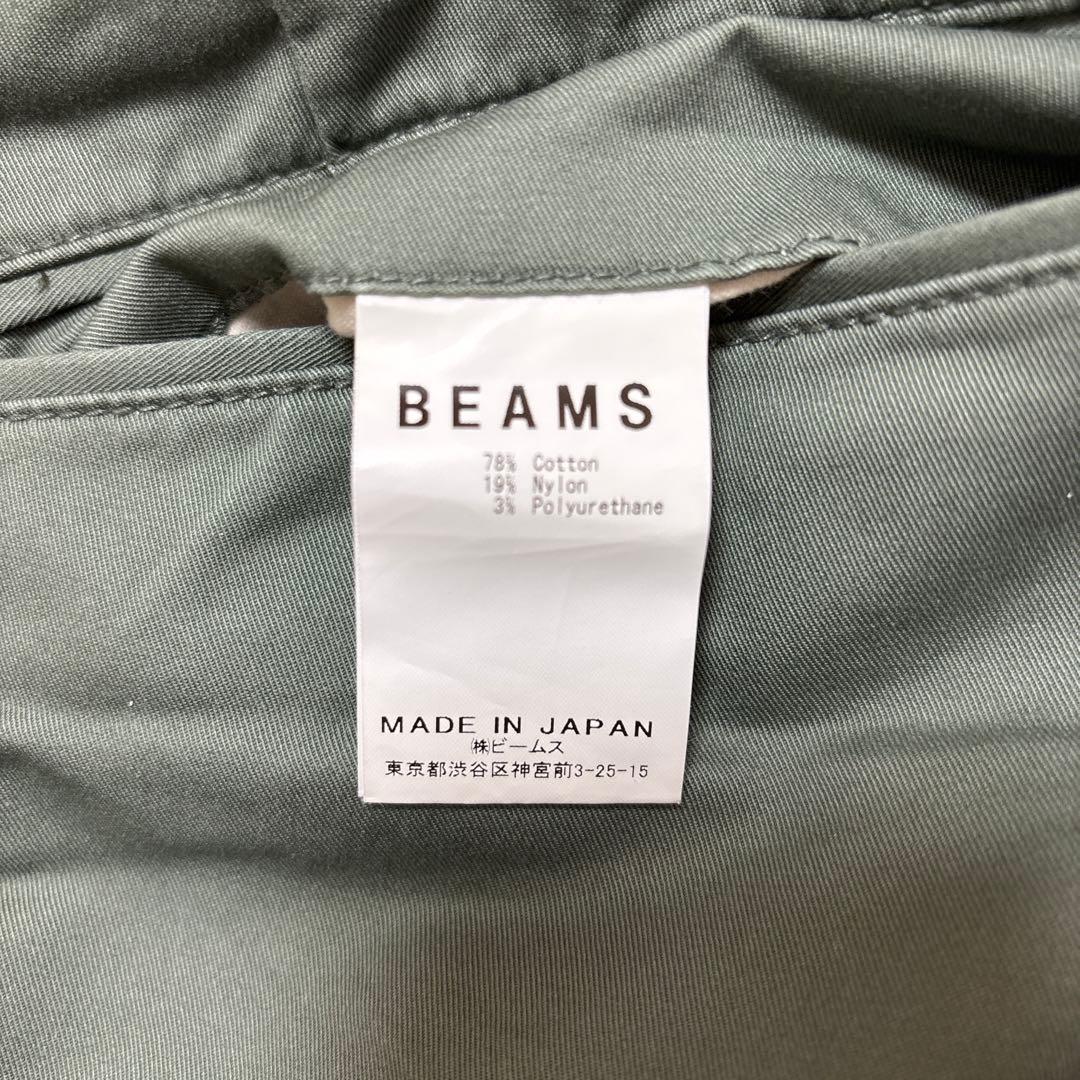 BEAMS
78% Cotton
19% Nylon
3% Polyurethane
MADE IN JAPAN
㈱ビームス
東京都渋谷区神宮前3-25-15